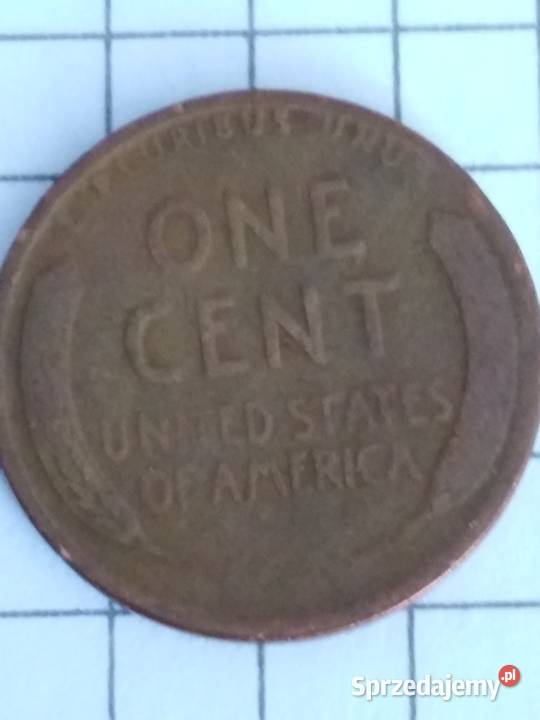 E PLURIBUS UNUM
ONE
CENT
UNITED STATES
OF AMERICA
Sprzedajemy.pl